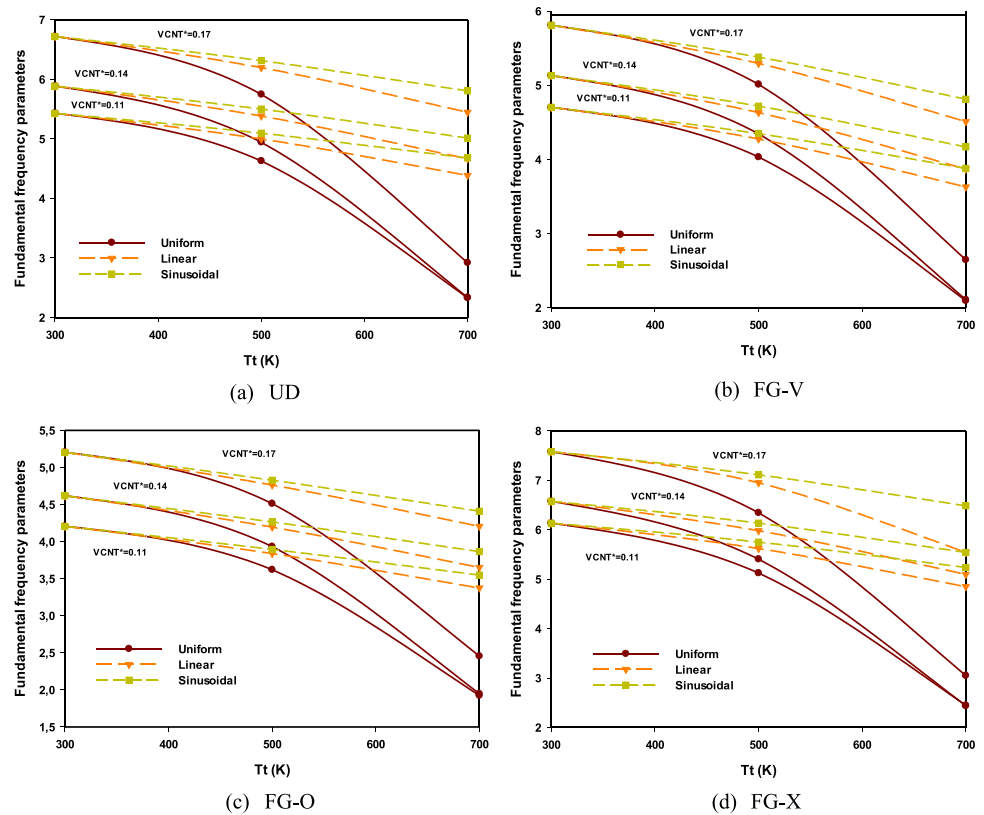 7
6
5
4
3
2
Fundamental frequency parameters
VCNT*=0.17
VCNT*=0.14
VCNT*=0.11
Uniform
Linear
Sinusoidal
300 400 500 600 700
Tt (K)
(a) UD
6
5
4
3
2
Fundamental frequency parameters
VCNT*=0.17
VCNT*=0.14
VCNT*=0.11
Uniform
Linear
Sinusoidal
300 400 500 600 700
Tt (K)
(b) FG-V
5,5
5,0
4,5
4,0
3,5
3,0
2,5
2,0
1,5
Fundamental frequency parameters
VCNT*=0.17
VCNT*=0.14
VCNT*=0.11
Uniform
Linear
Sinusoidal
300 400 500 600 700
Tt (K)
(c) FG-O
8
7
6
5
4
3
2
Fundamental frequency parameters
VCNT*=0.17
VCNT*=0.14
VCNT*=0.11
Uniform
Linear
Sinusoidal
300 400 500 600 700
Tt (K)
(d) FG-X